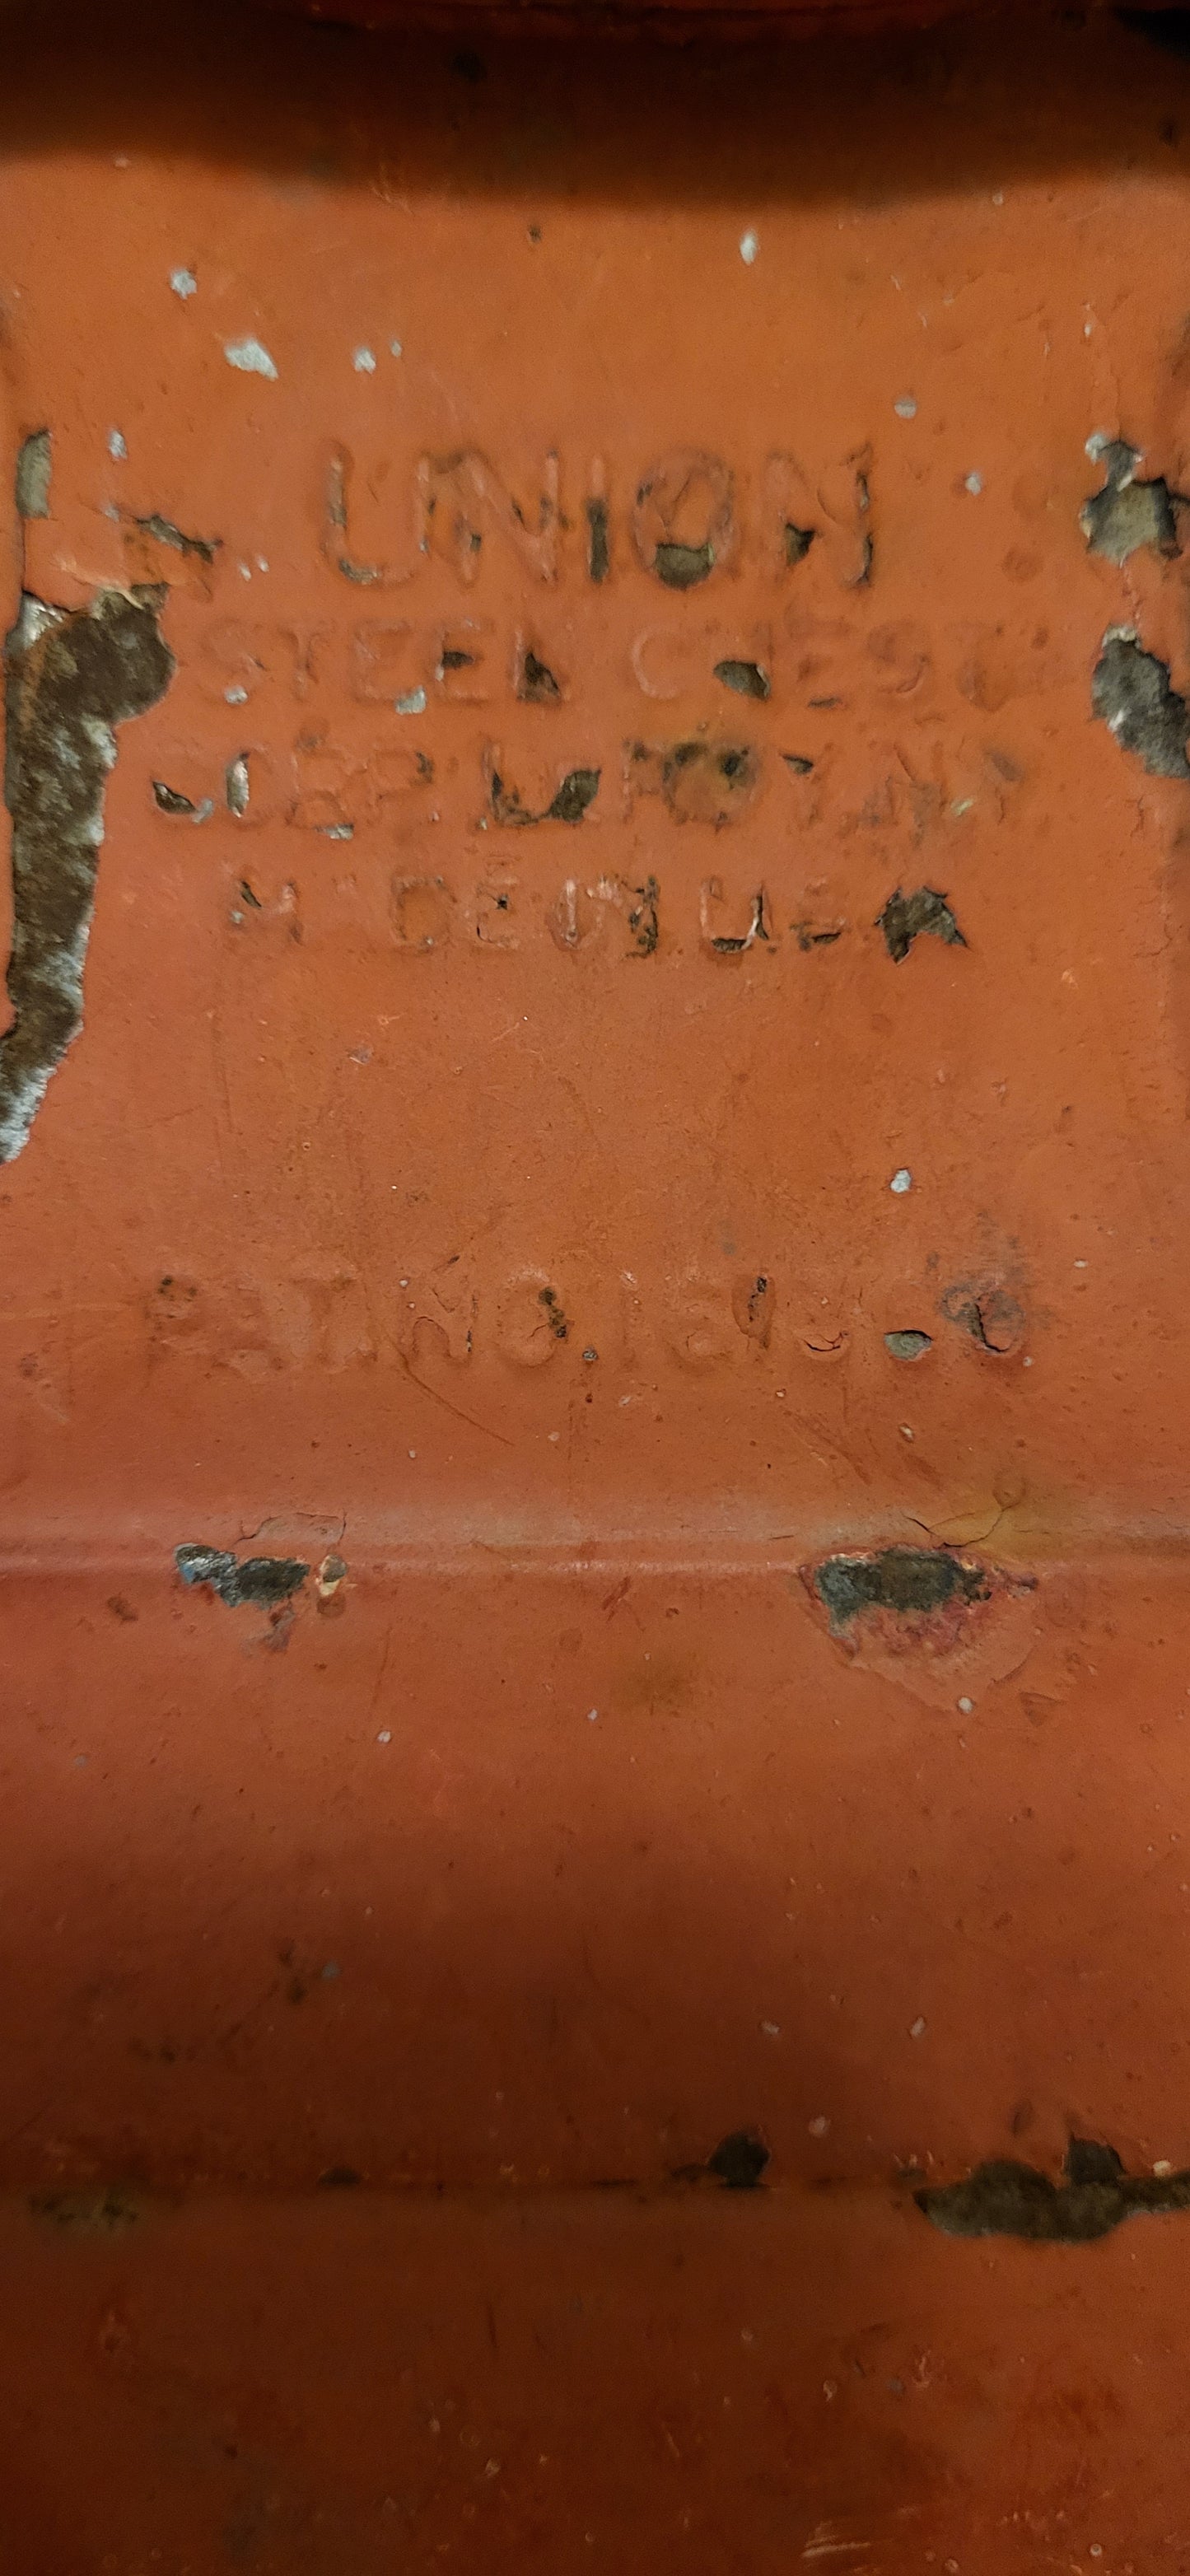 UNION
STEEL CHEST
CORP. LEROY, N.Y.
MADE IN U.S.A.
PAT. NO.